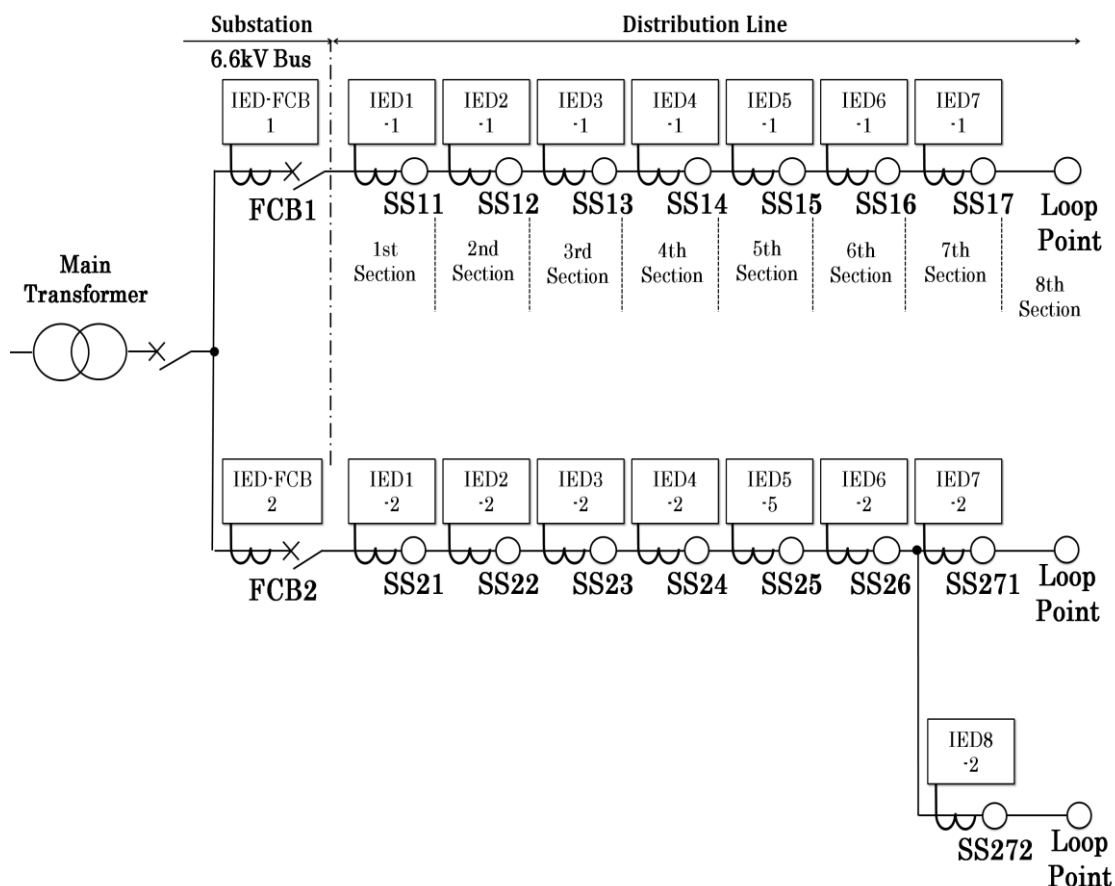 Substation
Distribution Line
6.6kV Bus
IED-FCB
1
IED1
-1
IED2
-1
IED3
-1
IED4
-1
IED5
-1
IED6
-1
IED7
-1
FCB1
SS11
SS12
SS13
SS14
SS15
SS16
SS17
Loop
Point
1st
Section
2nd
Section
3rd
Section
4th
Section
5th
Section
6th
Section
7th
Section
8th
Section
Main
Transformer
IED-FCB
2
IED1
-2
IED2
-2
IED3
-2
IED4
-2
IED5
-5
IED6
-2
IED7
-2
FCB2
SS21
SS22
SS23
SS24
SS25
SS26
SS271
Loop
Point
IED8
-2
SS272
Loop
Point